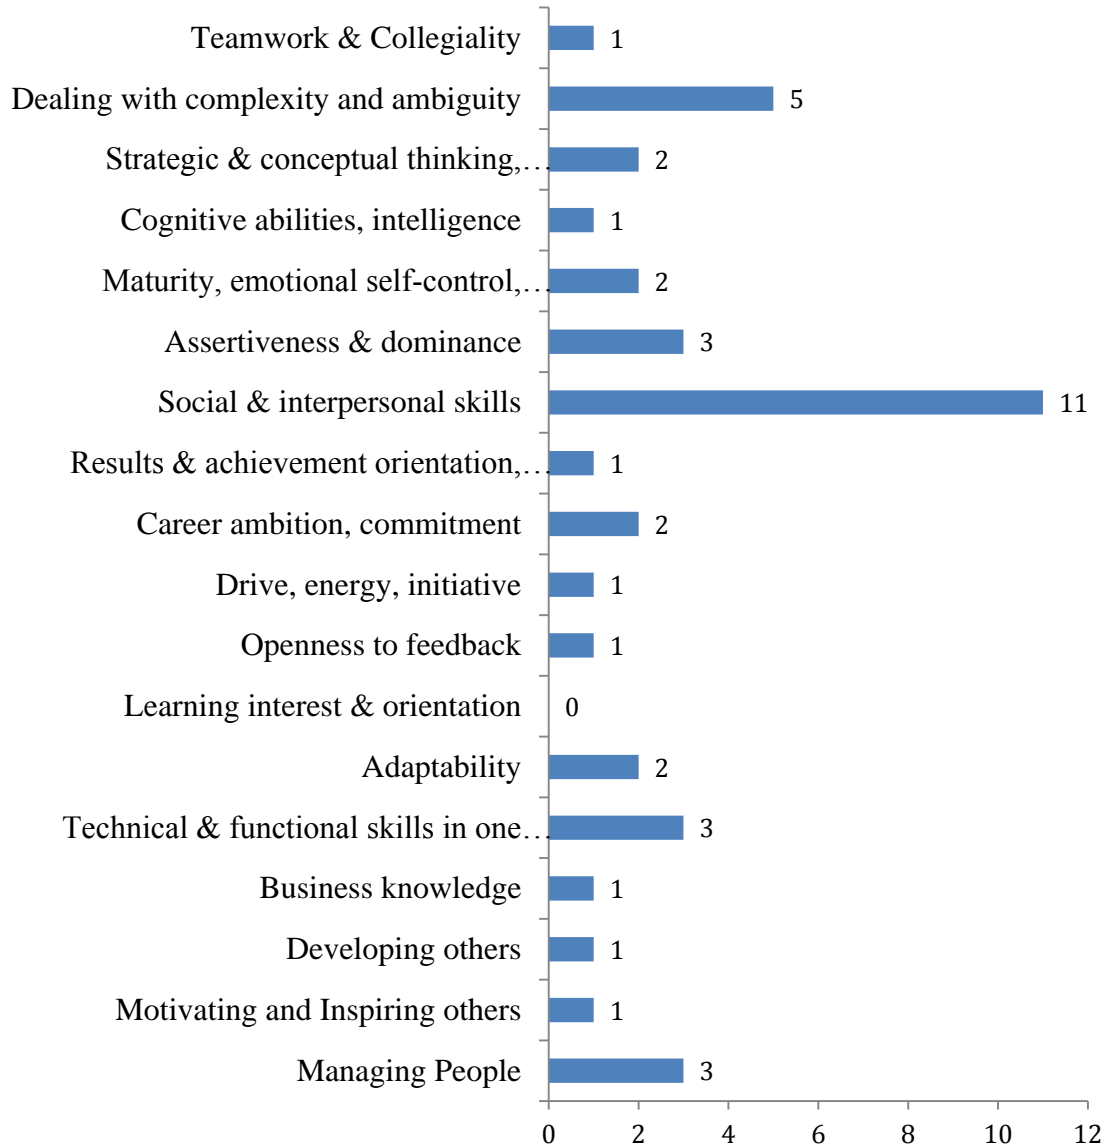 Teamwork & Collegiality 1
Dealing with complexity and ambiguity 5
Strategic & conceptual thinking,… 2
Cognitive abilities, intelligence 1
Maturity, emotional self-control,… 2
Assertiveness & dominance 3
Social & interpersonal skills 11
Results & achievement orientation,… 1
Career ambition, commitment 2
Drive, energy, initiative 1
Openness to feedback 1
Learning interest & orientation 0
Adaptability 2
Technical & functional skills in one… 3
Business knowledge 1
Developing others 1
Motivating and Inspiring others 1
Managing People 3
0 2 4 6 8 10 12